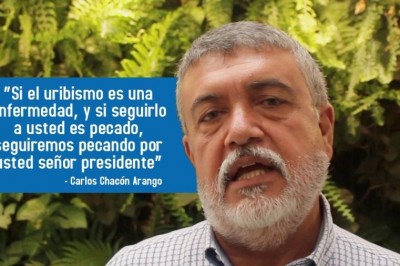 "Si el uribismo es una
nfermedad, y si seguirlo
a usted es pecado,
seguiremos pecando por
usted señor presidente"
- Carlos Chacón Arango